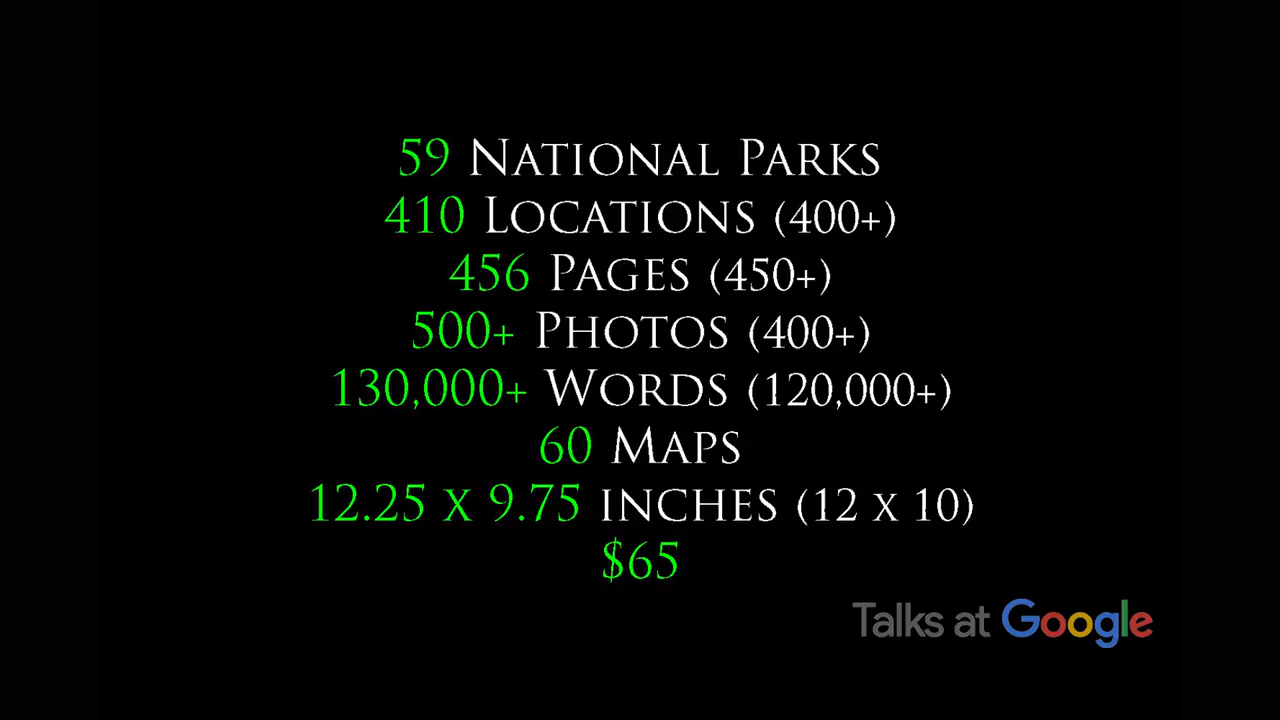 59 National Parks
410 Locations (400+)
456 Pages (450+)
500+ Photos (400+)
130,000+ Words (120,000+)
60 Maps
12.25 x 9.75 inches (12 x 10)
$65
Talks at Google